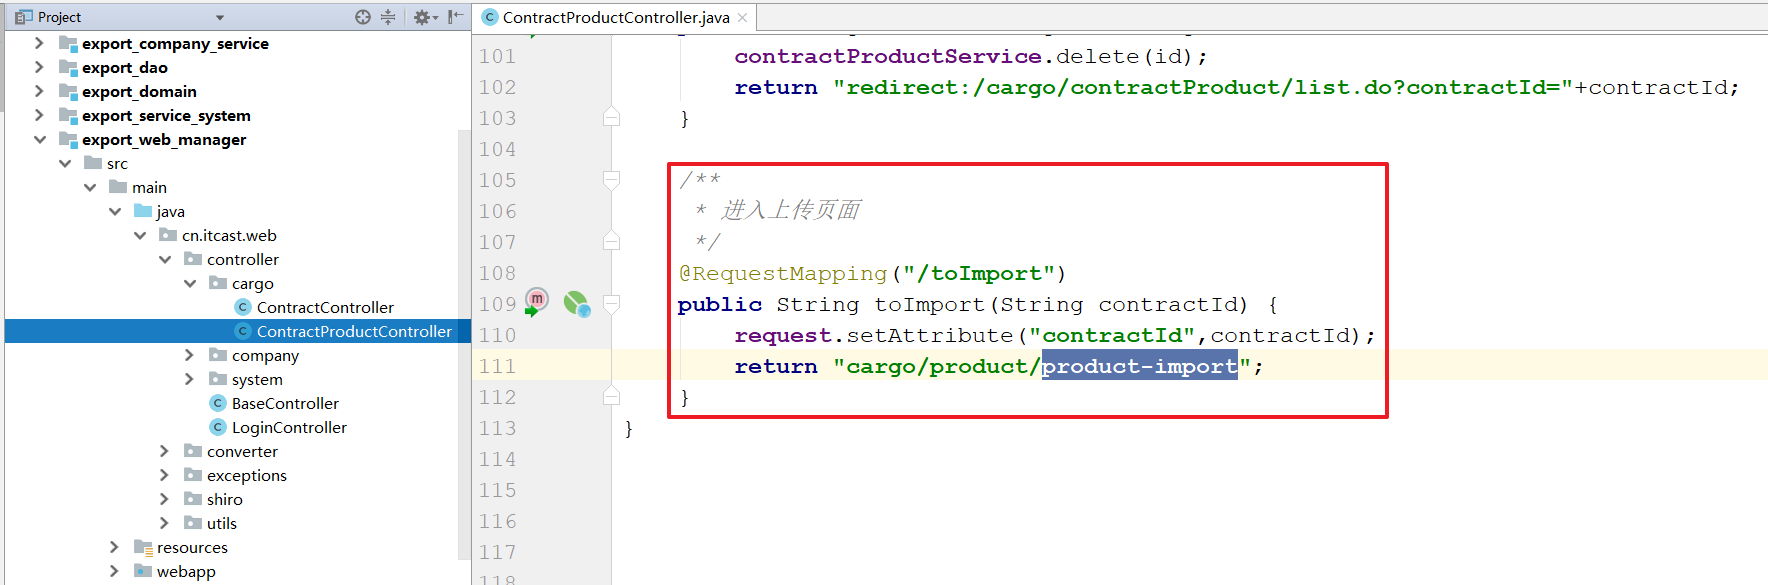 Project
export_company_service
export_dao
export_domain
export_service_system
export_web_manager
src
main
java
cn.itcast.web
controller
cargo
ContractController
ContractProductController
company
system
BaseController
LoginController
converter
exceptions
shiro
utils
resources
webapp
ContractProductController.java
101 contractProductService.delete(id);
102 return "redirect:/cargo/contractProduct/list.do?contractId="+contractId;
103 }
104
105 /**
106 * 进入上传页面
107 */
108 @RequestMapping("/toImport")
109 public String toImport(String contractId) {
110 request.setAttribute("contractId",contractId);
111 return "cargo/product/product-import";
112 }
113 }
114
115
116
117
118